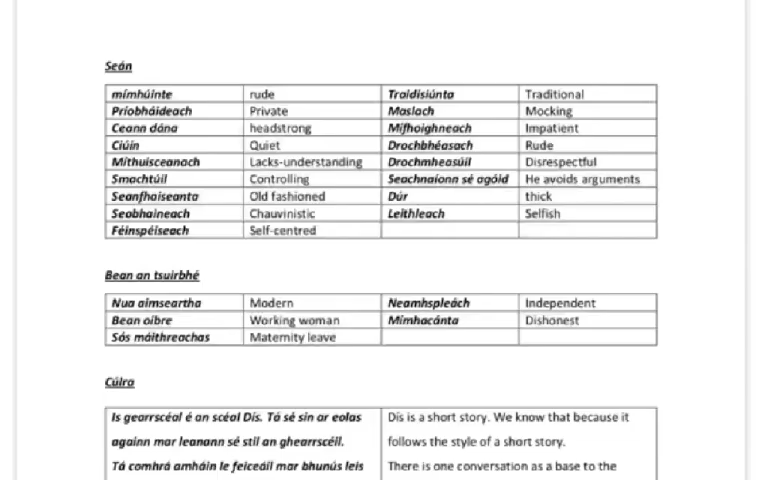 Seán
mímhúinte rude Traidisiúnta Traditional
Príobháideach Private Maslach Mocking
Ceann dána headstrong Mífhoighneach Impatient
Ciúin Quiet Drochbhéasach Rude
Míthuisceanach Lacks-understanding Drochmheasúil Disrespectful
Smachtúil Controlling Seachnaíonn sé agóid He avoids arguments
Seanfhaiseanta Old fashioned Dúr thick
Seobhaineach Chauvinistic Leithleach Selfish
Féinspéiseach Self-centred
Bean an tsuirbhé
Nua aimseartha Modern Neamhspleách Independent
Bean oibre Working woman Mímhacánta Dishonest
Sós máithreachas Maternity leave
Cúlra
Is gearrscéal é an scéal Dís. Tá sé sin ar eolas Dís is a short story. We know that because it
againn mar leanann sé stíl an ghearrscéil. follows the style of a short story.
Tá comhrá amháin le feiceáil mar bhunús leis There is one conversation as a base to the